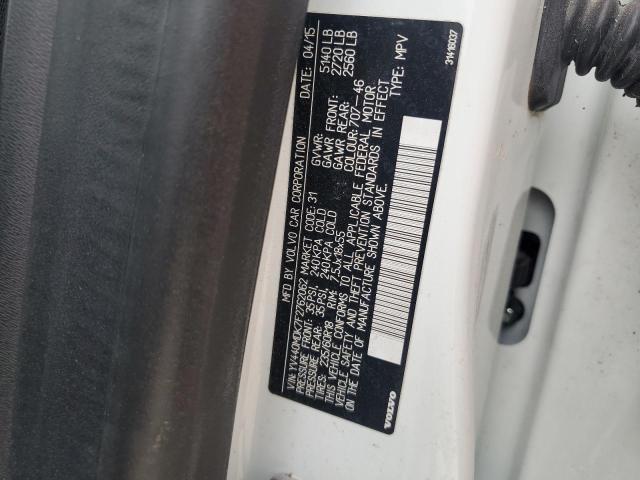 MFD BY VOLVO CAR CORPORATION DATE: 04/15
VIN: YV440MDK7F2762062 MARKET CODE: 31 GVWR: 5140 LB
PRESSURE FRONT: 35PSI, 240KPA COLD GAWR FRONT: 2720 LB
PRESSURE REAR: 35PSI, 240KPA COLD GAWR REAR: 2560 LB
TIRES: 235/60R18 RIM: 7.5Jx18x55 COLOUR: 707--46
THIS VEHICLE CONFORMS TO ALL APPLICABLE FEDERAL MOTOR
VEHICLE SAFETY AND THEFT PREVENTION STANDARDS IN EFFECT
ON THE DATE OF MANUFACTURE SHOWN ABOVE. TYPE: MPV
VOLVO 31416037